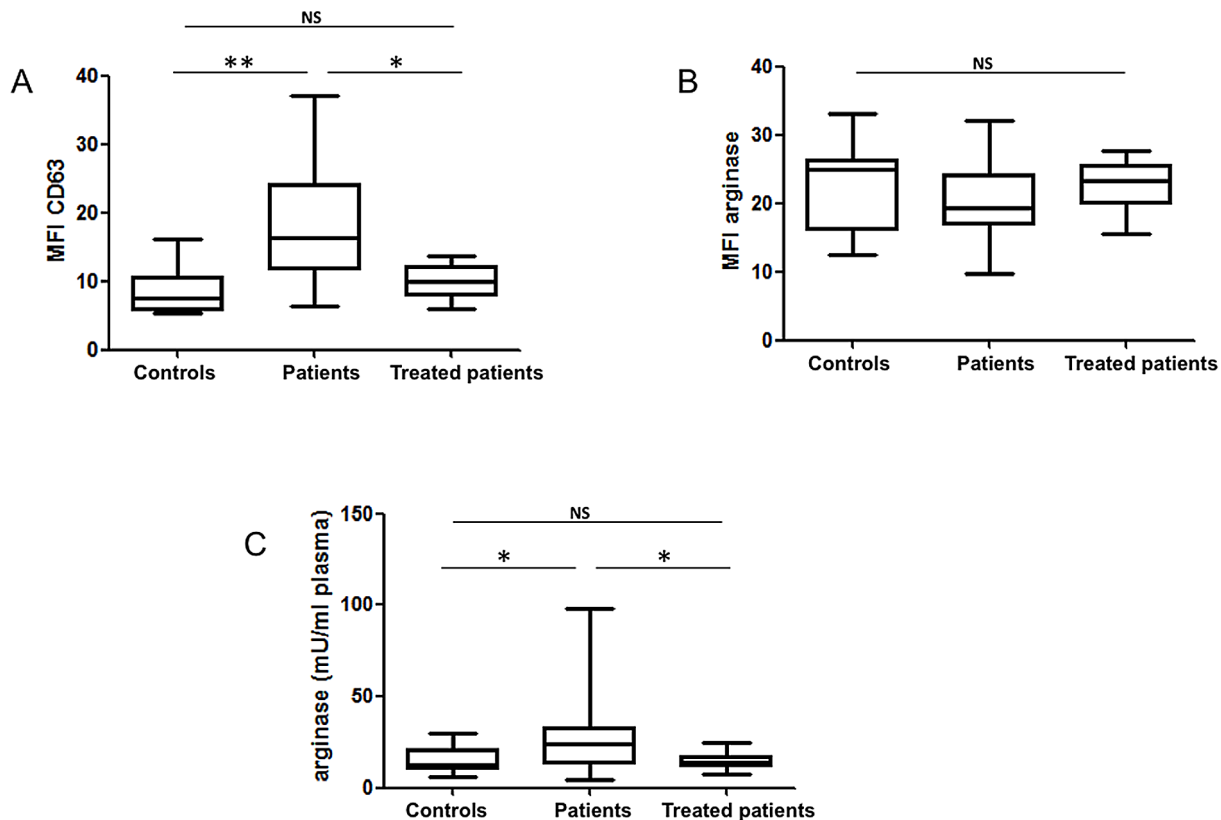 NS
A
**
*
40
30
20
10
0
MFI CD63
Controls
Patients
Treated patients
B
NS
40
30
20
10
0
MFI arginase
Controls
Patients
Treated patients
C
NS
*
*
150
100
50
0
arginase (mU/ml plasma)
Controls
Patients
Treated patients